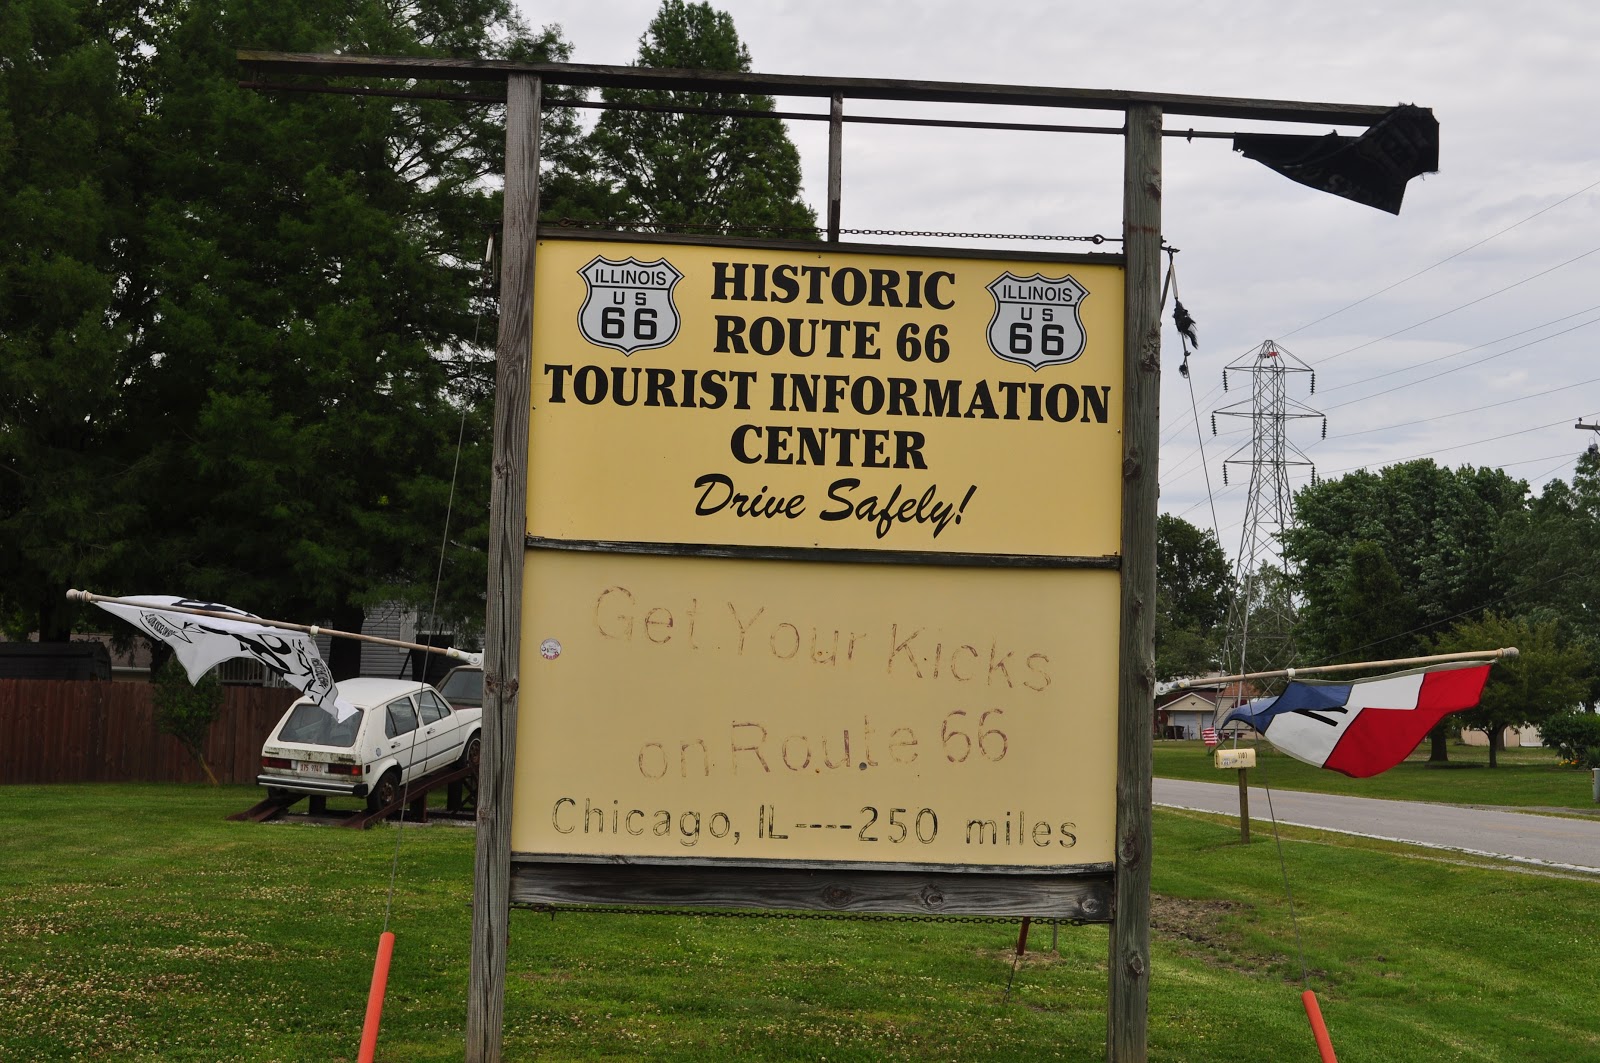 ILLINOIS
US
66
HISTORIC
ROUTE 66
TOURIST INFORMATION
CENTER
Drive Safely!
ILLINOIS
US
66
Get Your Kicks
on Route 66
Chicago, IL----250 miles